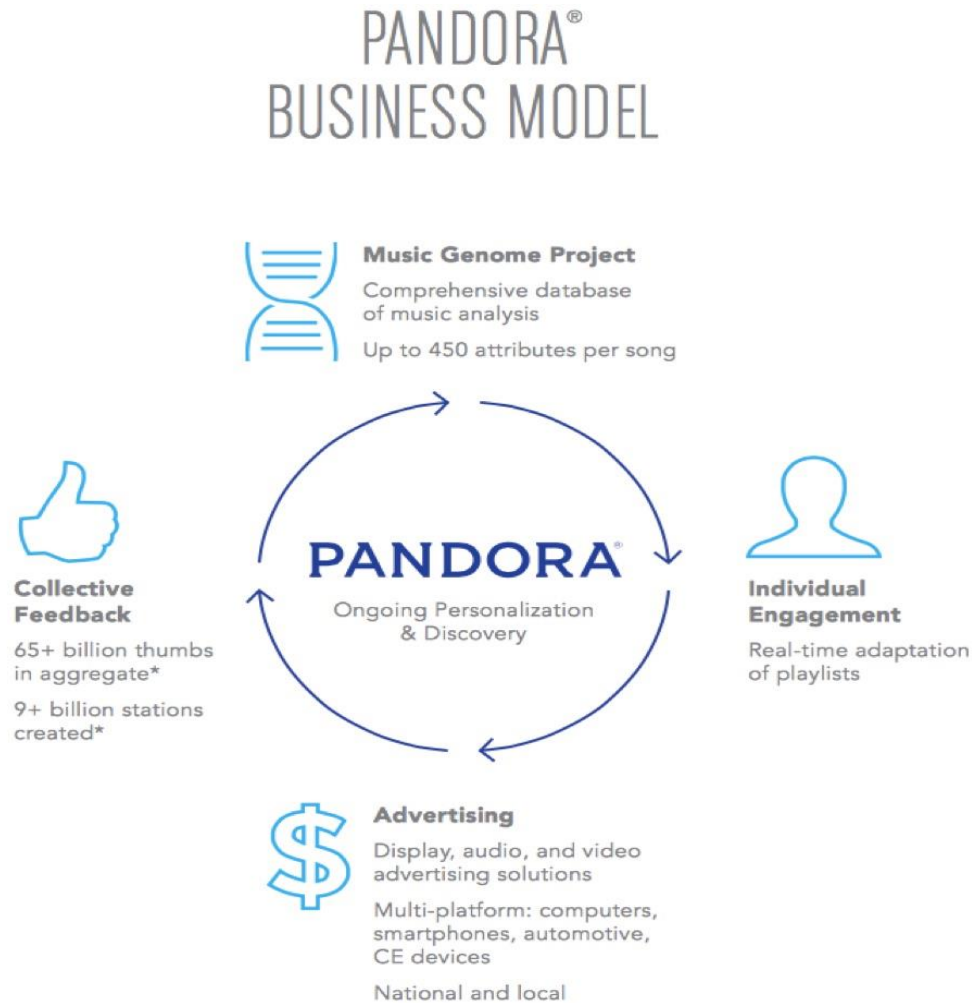 PANDORA®
BUSINESS MODEL
Music Genome Project
Comprehensive database
of music analysis
Up to 450 attributes per song
Collective
Feedback
65+ billion thumbs
in aggregate*
9+ billion stations
created*
PANDORA®
Ongoing Personalization
& Discovery
Individual
Engagement
Real-time adaptation
of playlists
Advertising
Display, audio, and video
advertising solutions
Multi-platform: computers,
smartphones, automotive,
CE devices
National and local